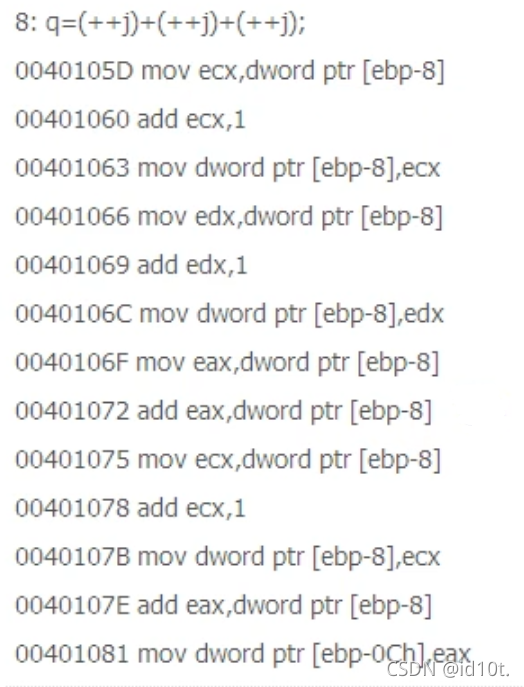 8: q=(++j)+(++j)+(++j);
0040105D mov ecx,dword ptr [ebp-8]
00401060 add ecx,1
00401063 mov dword ptr [ebp-8],ecx
00401066 mov edx,dword ptr [ebp-8]
00401069 add edx,1
0040106C mov dword ptr [ebp-8],edx
0040106F mov eax,dword ptr [ebp-8]
00401072 add eax,dword ptr [ebp-8]
00401075 mov ecx,dword ptr [ebp-8]
00401078 add ecx,1
0040107B mov dword ptr [ebp-8],ecx
0040107E add eax,dword ptr [ebp-8]
00401081 mov dword ptr [ebp-0Ch],eax
CSDN @id10t.